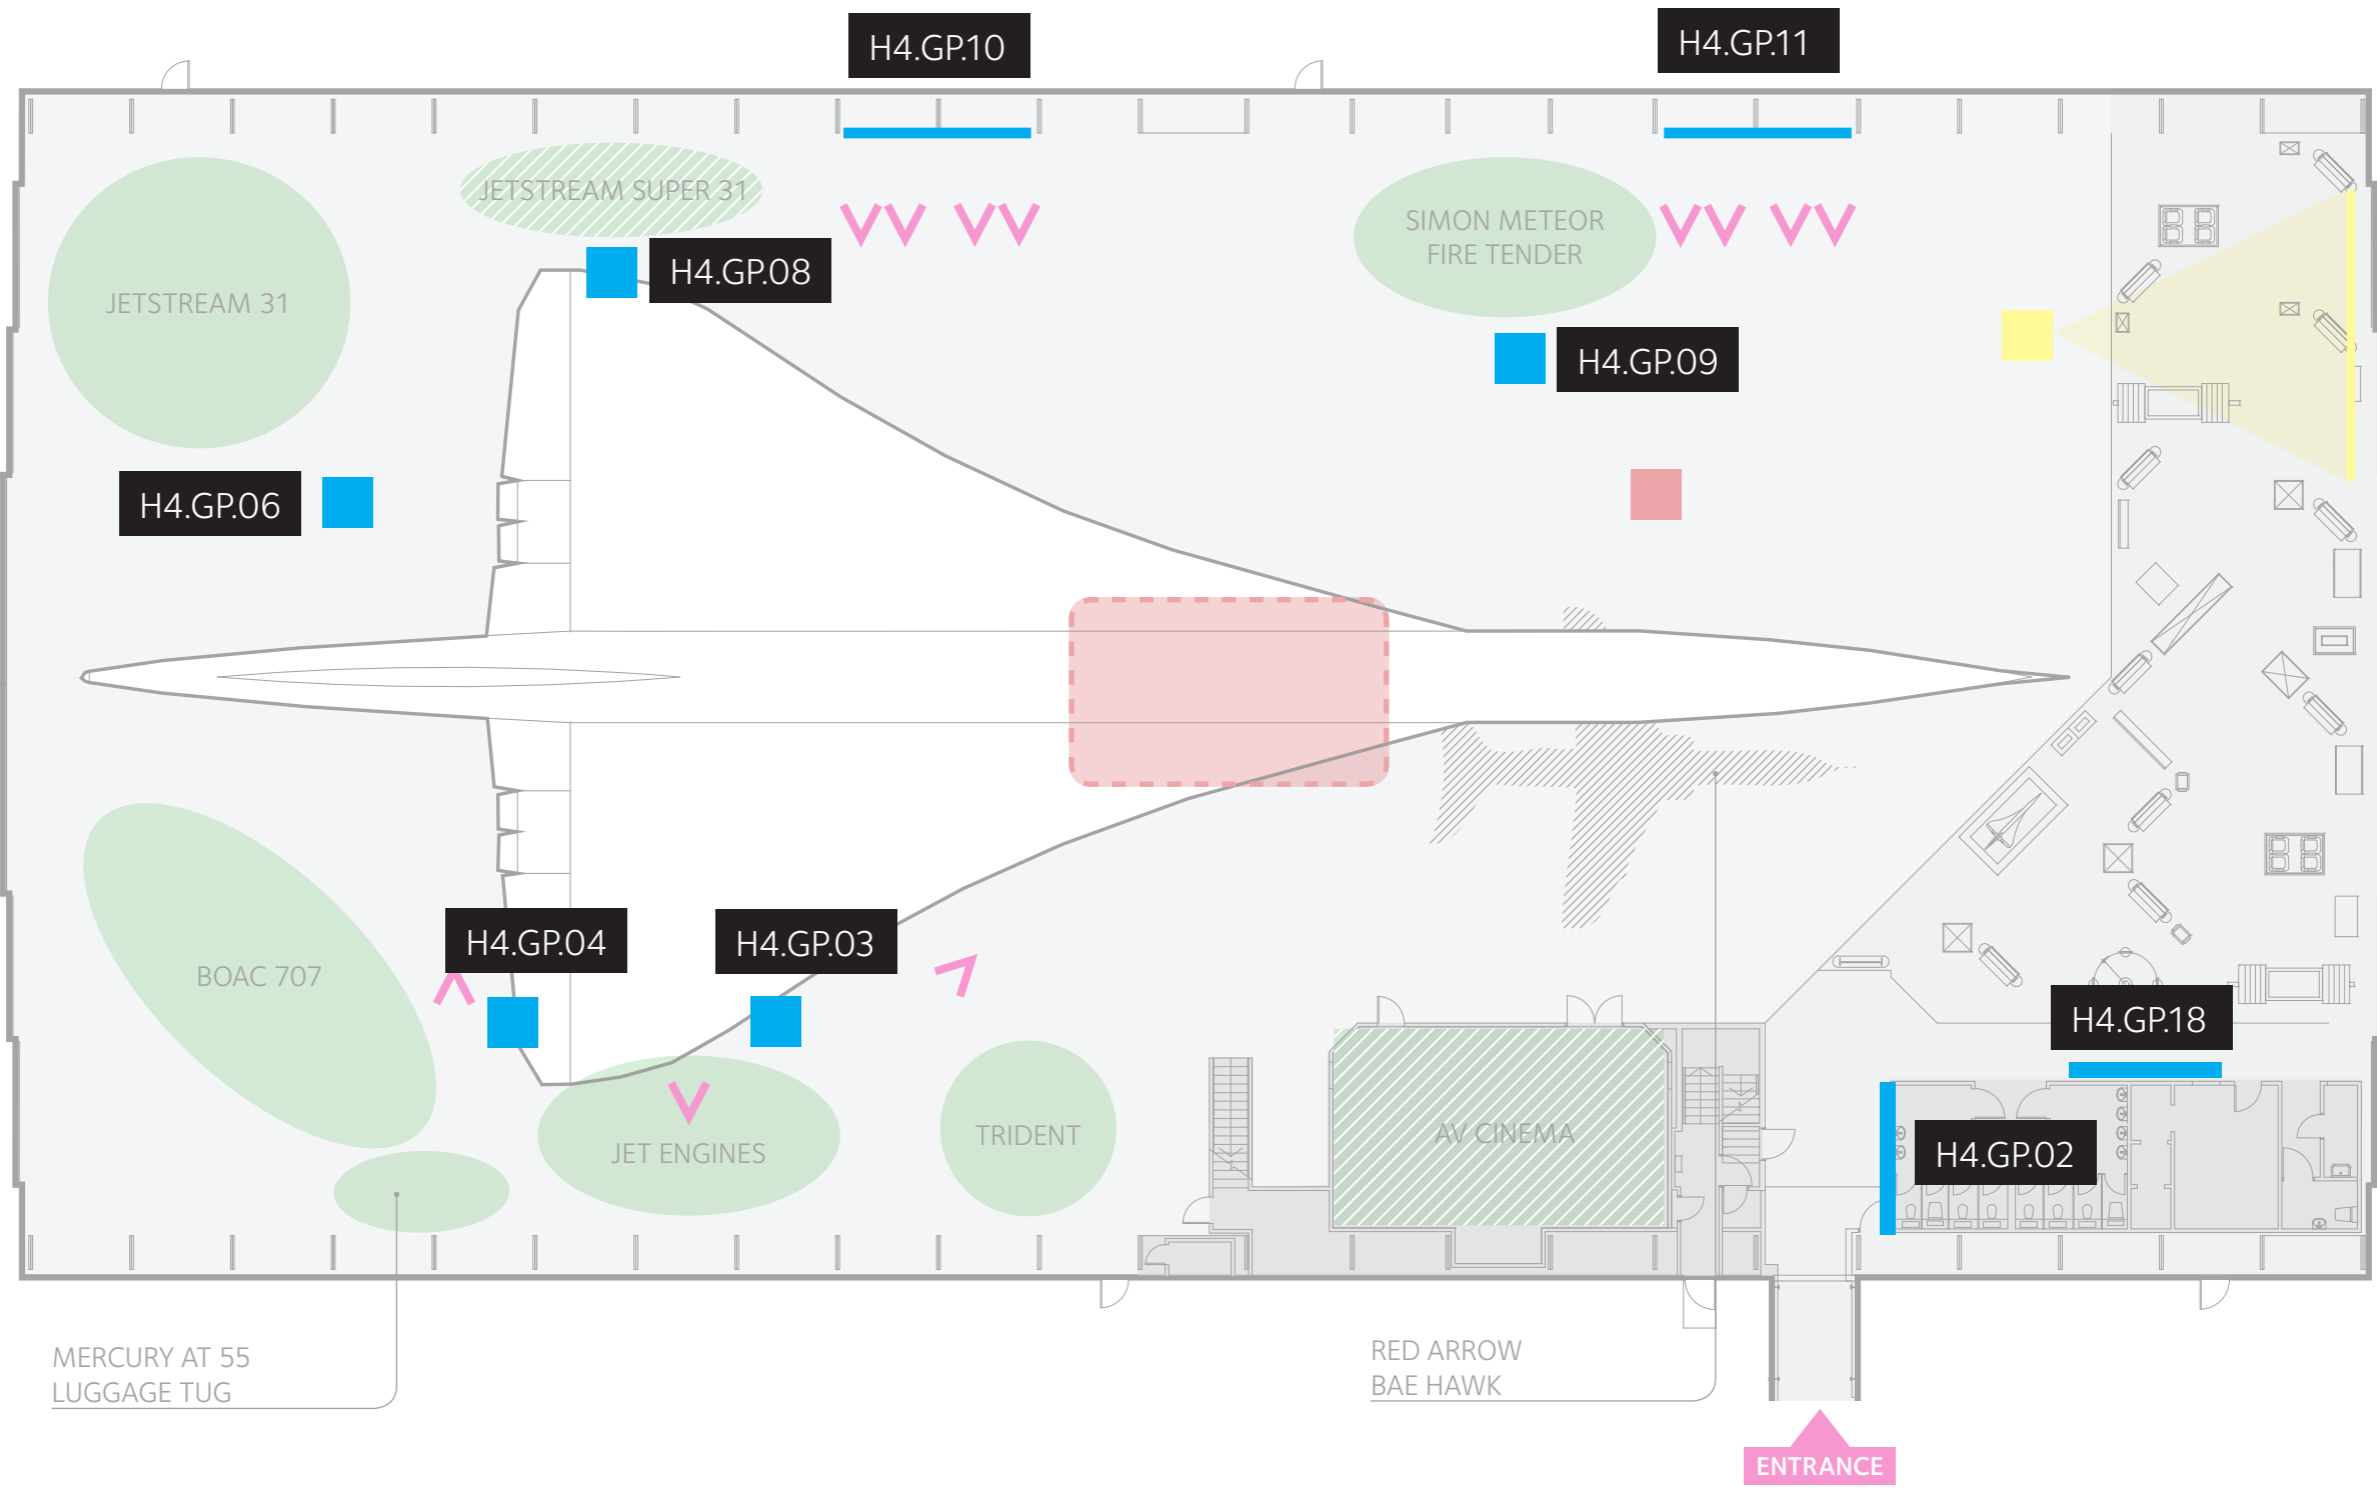 H4.GP.10
H4.GP.11
JETSTREAM SUPER 31
SIMON METEOR
FIRE TENDER
H4.GP.08
JETSTREAM 31
H4.GP.09
H4.GP.06
H4.GP.04
H4.GP.03
BOAC 707
H4.GP.18
TRIDENT
AV CINEMA
JET ENGINES
H4.GP.02
MERCURY AT 55
LUGGAGE TUG
RED ARROW
BAE HAWK
ENTRANCE